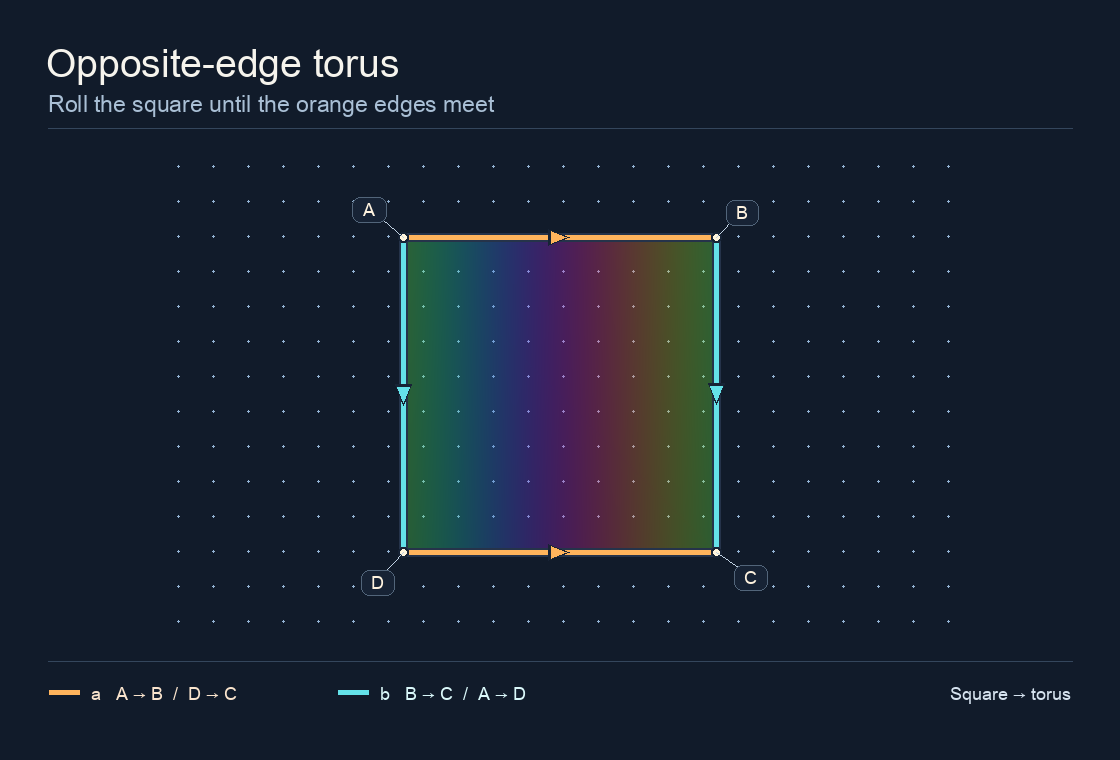 Opposite-edge torus
Roll the square until the orange edges meet
A
B
D
C
a A→B / D→C
b B→C / A→D
Square→torus